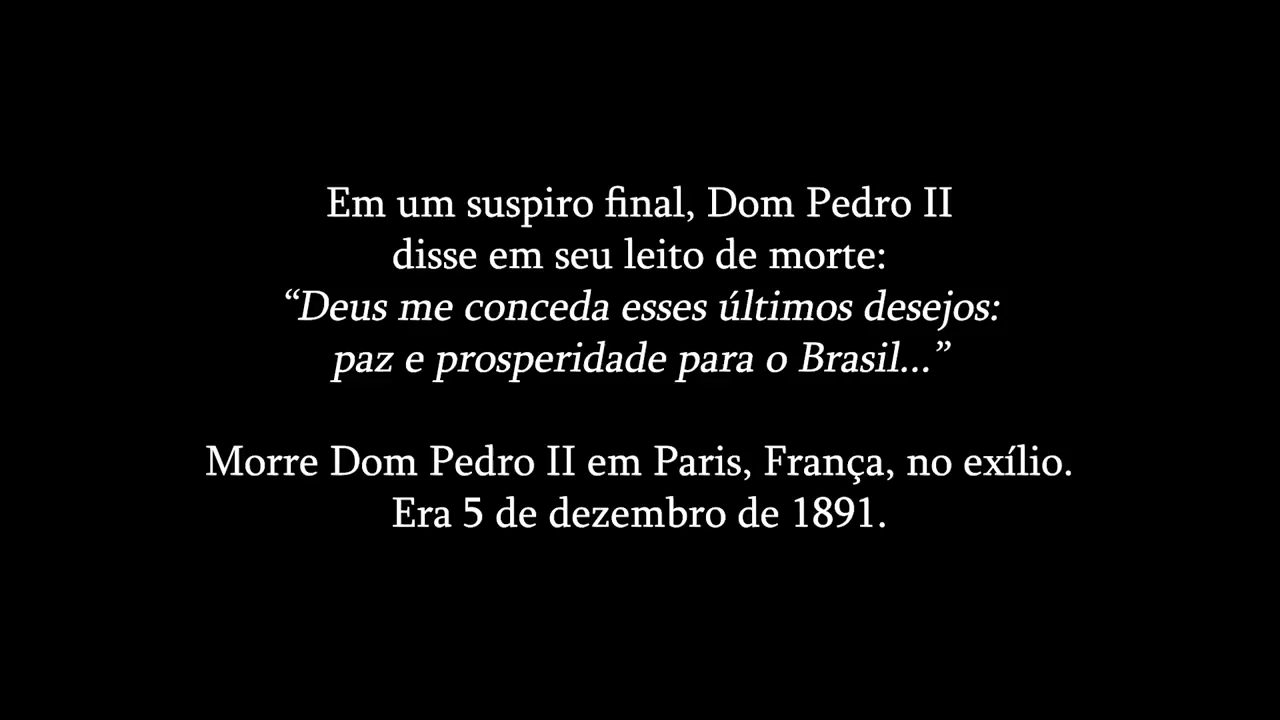 Em um suspiro final, Dom Pedro II
disse em seu leito de morte:
“Deus me conceda esses últimos desejos:
paz e prosperidade para o Brasil...”
Morre Dom Pedro II em Paris, França, no exílio.
Era 5 de dezembro de 1891.